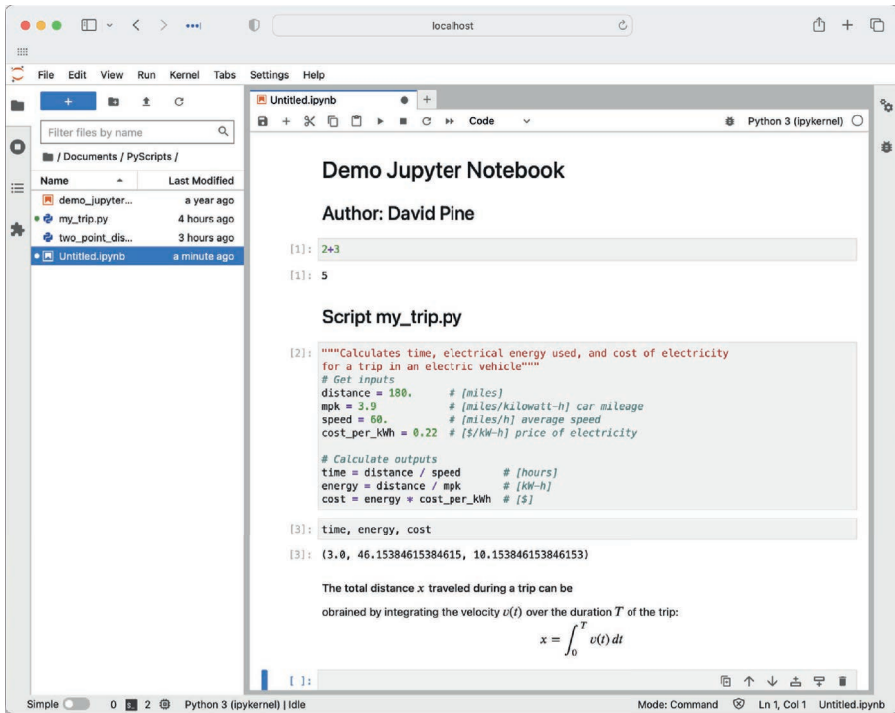 localhost
File Edit View Run Kernel Tabs Settings Help
+
Filter files by name
/ Documents / PyScripts /
Name Last Modified
demo_jupyter... a year ago
my_trip.py 4 hours ago
two_point_dis... 3 hours ago
Untitled.ipynb a minute ago
Untitled.ipynb
Code
Python 3 (ipykernel)
Demo Jupyter Notebook
Author: David Pine
[1]: 2+3
[1]: 5
Script my_trip.py
[2]: """Calculates time, electrical energy used, and cost of electricity
for a trip in an electric vehicle"""
# Get inputs
distance = 180. # [miles]
mpk = 3.9 # [miles/kilowatt-h] car mileage
speed = 60. # [miles/h] average speed
cost_per_kWh = 0.22 # [$/kW-h] price of electricity
# Calculate outputs
time = distance / speed # [hours]
energy = distance / mpk # [kW-h]
cost = energy * cost_per_kWh # [$]
[3]: time, energy, cost
[3]: (3.0, 46.15384615384615, 10.153846153846153)
The total distance x traveled during a trip can be
obrained by integrating the velocity v(t) over the duration T of the trip:
x = ∫₀ᵀ v(t) dt
[ ]:
Simple 0 2 Python 3 (ipykernel) | Idle Mode: Command Ln 1, Col 1 Untitled.ipynb